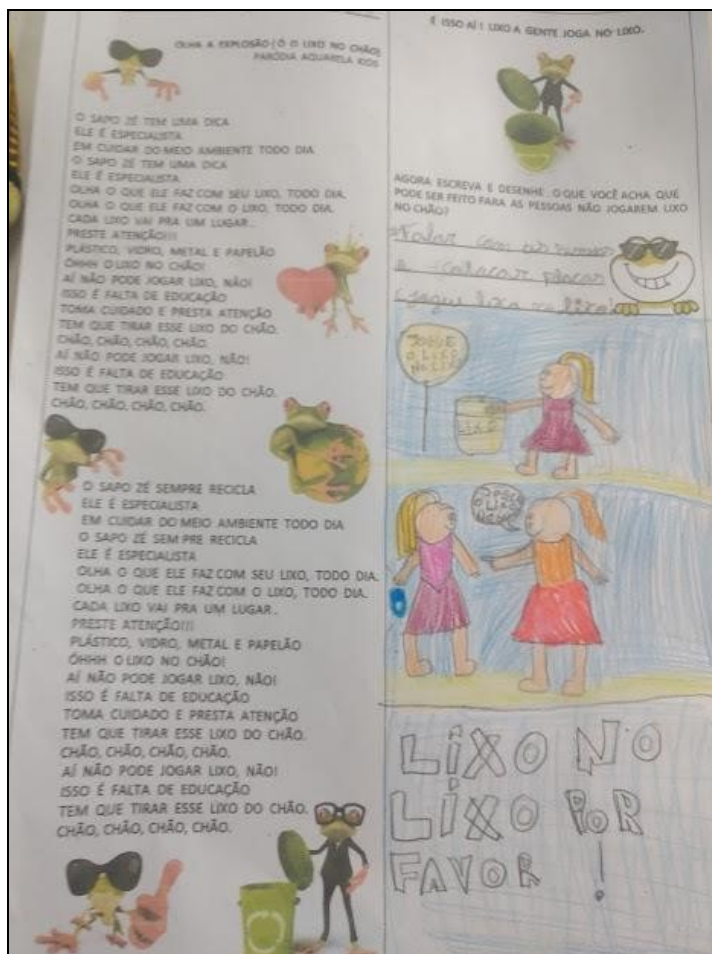 OLHA A EXPLOSÃO ( Ó O LIXO NO CHÃO)
PARÓDIA AQUARELA KIDS
O SAPO ZÉ TEM UMA DICA
ELE É ESPECIALISTA
EM CUIDAR DO MEIO AMBIENTE TODO DIA
O SAPO ZÉ TEM UMA DICA
ELE É ESPECIALISTA
OLHA O QUE ELE FAZ COM SEU LIXO, TODO DIA.
OLHA O QUE ELE FAZ COM O LIXO, TODO DIA.
CADA LIXO VAI PRA UM LUGAR..
PRESTE ATENÇÃO!!!
PLÁSTICO, VIDRO, METAL E PAPELÃO
ÓHHH O LIXO NO CHÃO!
AÍ NÃO PODE JOGAR LIXO, NÃO!
ISSO É FALTA DE EDUCAÇÃO
TOMA CUIDADO E PRESTA ATENÇÃO
TEM QUE TIRAR ESSE LIXO DO CHÃO.
CHÃO, CHÃO, CHÃO, CHÃO.
AÍ NÃO PODE JOGAR LIXO, NÃO!
ISSO É FALTA DE EDUCAÇÃO
TEM QUE TIRAR ESSE LIXO DO CHÃO.
CHÃO, CHÃO, CHÃO, CHÃO.
O SAPO ZÉ SEMPRE RECICLA
ELE É ESPECIALISTA
EM CUIDAR DO MEIO AMBIENTE TODO DIA
O SAPO ZÉ SEM PRE RECICLA
ELE É ESPECIALISTA
OLHA O QUE ELE FAZ COM SEU LIXO, TODO DIA.
OLHA O QUE ELE FAZ COM O LIXO, TODO DIA.
CADA LIXO VAI PRA UM LUGAR..
PRESTE ATENÇÃO!!!
PLÁSTICO, VIDRO, METAL E PAPELÃO
ÓHHH O LIXO NO CHÃO!
AÍ NÃO PODE JOGAR LIXO, NÃO!
ISSO É FALTA DE EDUCAÇÃO
TOMA CUIDADO E PRESTA ATENÇÃO
TEM QUE TIRAR ESSE LIXO DO CHÃO.
CHÃO, CHÃO, CHÃO, CHÃO.
AÍ NÃO PODE JOGAR LIXO, NÃO!
ISSO É FALTA DE EDUCAÇÃO
TEM QUE TIRAR ESSE LIXO DO CHÃO.
CHÃO, CHÃO, CHÃO, CHÃO.
É ISSO AÍ ! LIXO A GENTE JOGA NO LIXO.
AGORA ESCREVA E DESENHE O QUE VOCÊ ACHA QUE
PODE SER FEITO PARA AS PESSOAS NÃO JOGAREM LIXO
NO CHÃO?
Falar com
e colocar placas
jogue lixo no lixo!
JOGUE
O LIXO
NO LIXO
LIXO
JOGUE
O LIXO
LIXO NO
LIXO POR
FAVOR !